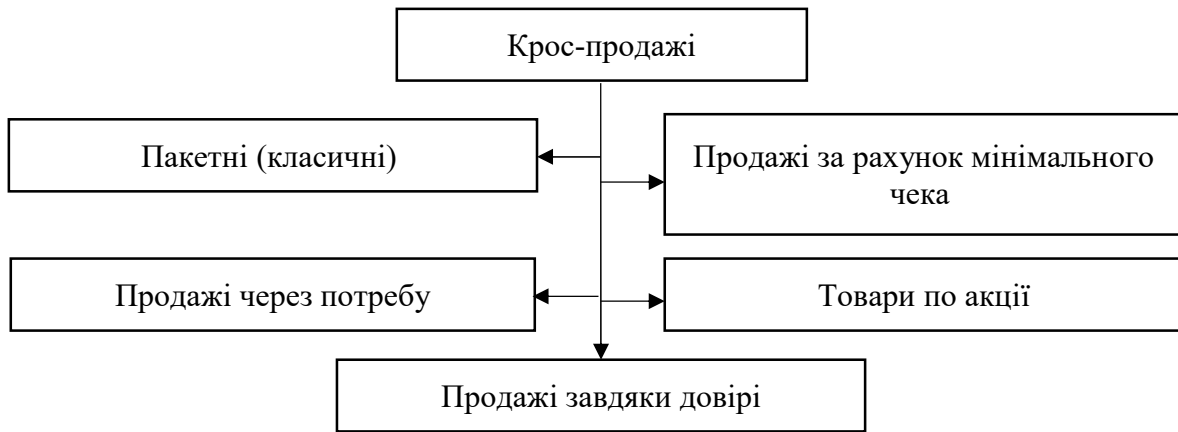 Крос-продажі
Пакетні (класичні)
Продажі за рахунок мінімального
чека
Продажі через потребу
Товари по акції
Продажі завдяки довірі